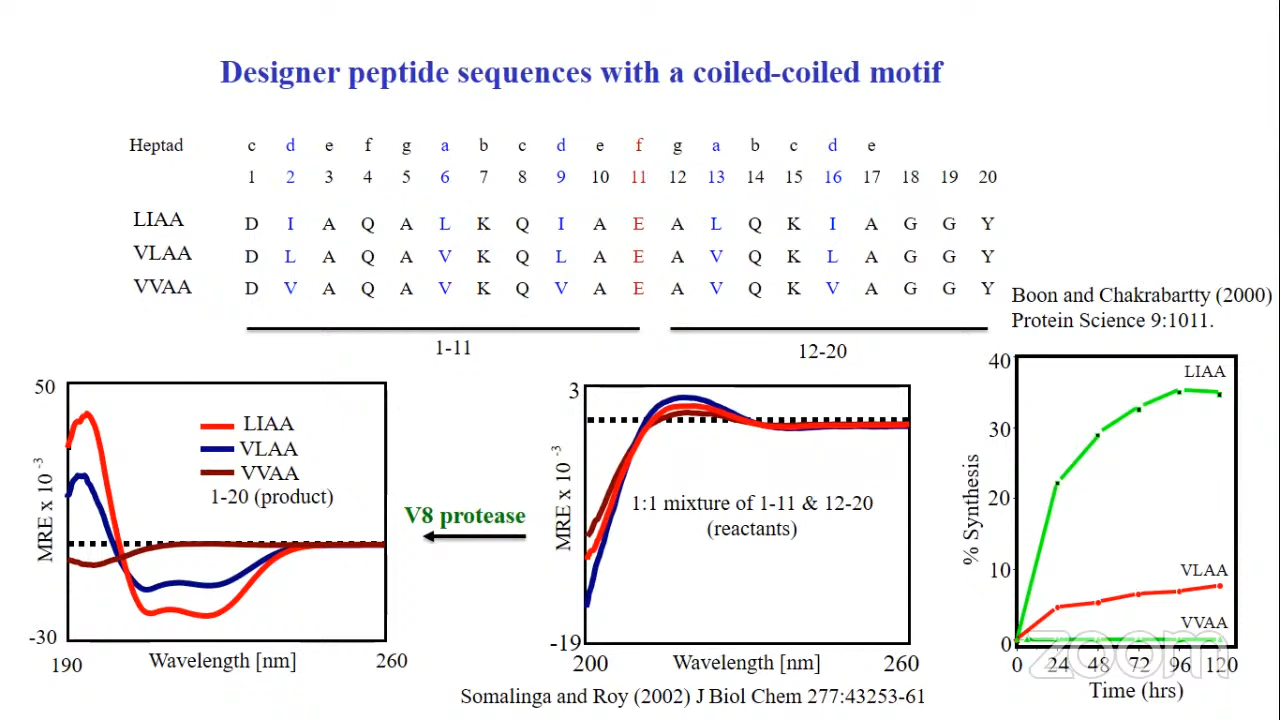 Designer peptide sequences with a coiled-coiled motif
Heptad c d e f g a b c d e f g a b c d e
1 2 3 4 5 6 7 8 9 10 11 12 13 14 15 16 17 18 19 20
LIAA D I A Q A L K Q I A E A L Q K I A G G Y
VLAA D L A Q A V K Q L A E A V Q K L A G G Y
VVAA D V A Q A V K Q V A E A V Q K V A G G Y
1-11 12-20
Boon and Chakrabartty (2000)
Protein Science 9:1011.
50
MRE x 10 -3
-30
190
Wavelength [nm]
260
LIAA
VLAA
VVAA
1-20 (product)
V8 protease
3
MRE x 10 -3
-19
200
Wavelength [nm]
260
1:1 mixture of 1-11 & 12-20
(reactants)
40
30
20
10
0
% Synthesis
LIAA
VLAA
VVAA
0 24 48 72 96 120
Time (hrs)
zoom
Somalinga and Roy (2002) J Biol Chem 277:43253-61